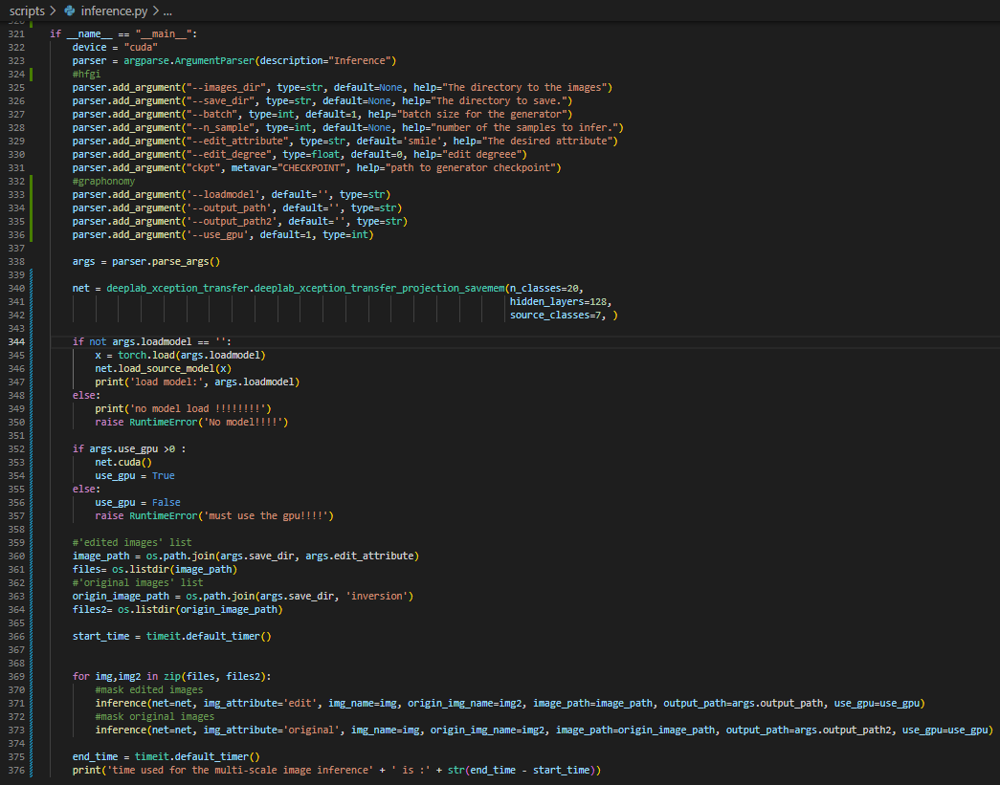 scripts > inference.py > ...
321 if __name__ == "__main__":
322 device = "cuda"
323 parser = argparse.ArgumentParser(description="Inference")
324 #hfgi
325 parser.add_argument("--images_dir", type=str, default=None, help="The directory to the images")
326 parser.add_argument("--save_dir", type=str, default=None, help="The directory to save.")
327 parser.add_argument("--batch", type=int, default=1, help="batch size for the generator")
328 parser.add_argument("--n_sample", type=int, default=None, help="number of the samples to infer.")
329 parser.add_argument("--edit_attribute", type=str, default='smile', help="The desired attribute")
330 parser.add_argument("--edit_degree", type=float, default=0, help="edit degreee")
331 parser.add_argument("ckpt", metavar="CHECKPOINT", help="path to generator checkpoint")
332 #graphonomy
333 parser.add_argument('--loadmodel', default='', type=str)
334 parser.add_argument('--output_path', default='', type=str)
335 parser.add_argument('--output_path2', default='', type=str)
336 parser.add_argument('--use_gpu', default=1, type=int)
337
338 args = parser.parse_args()
339
340 net = deeplab_xception_transfer.deeplab_xception_transfer_projection_savemem(n_classes=20,
341 hidden_layers=128,
342 source_classes=7, )
343
344 if not args.loadmodel == '':
345 x = torch.load(args.loadmodel)
346 net.load_source_model(x)
347 print('load model:', args.loadmodel)
348 else:
349 print('no model load !!!!!!!!')
350 raise RuntimeError('No model!!!!')
351
352 if args.use_gpu >0 :
353 net.cuda()
354 use_gpu = True
355 else:
356 use_gpu = False
357 raise RuntimeError('must use the gpu!!!!')
358
359 #'edited images' list
360 image_path = os.path.join(args.save_dir, args.edit_attribute)
361 files= os.listdir(image_path)
362 #'original images' list
363 origin_image_path = os.path.join(args.save_dir, 'inversion')
364 files2= os.listdir(origin_image_path)
365
366 start_time = timeit.default_timer()
367
368
369 for img,img2 in zip(files, files2):
370 #mask edited images
371 inference(net=net, img_attribute='edit', img_name=img, origin_img_name=img2, image_path=image_path, output_path=args.output_path, use_gpu=use_gpu)
372 #mask original images
373 inference(net=net, img_attribute='original', img_name=img, origin_img_name=img2, image_path=origin_image_path, output_path=args.output_path2, use_gpu=use_gpu)
374
375 end_time = timeit.default_timer()
376 print('time used for the multi-scale image inference' + ' is :' + str(end_time - start_time))